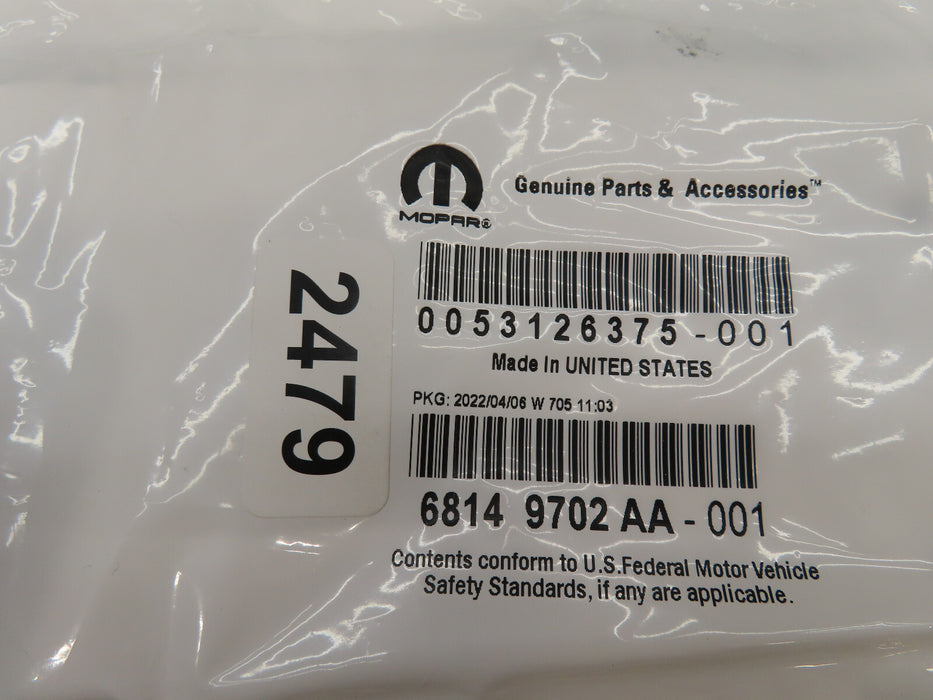 MOPAR®
Genuine Parts & Accessories™
0053126375-001
Made In UNITED STATES
PKG: 2022/04/06 W 705 11:03
6814 9702 AA - 001
Contents conform to U.S.Federal Motor Vehicle
Safety Standards, if any are applicable.
2479